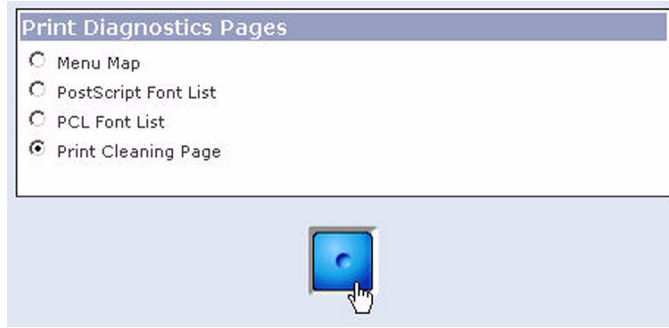 Print Diagnostics Pages
Menu Map
PostScript Font List
PCL Font List
Print Cleaning Page